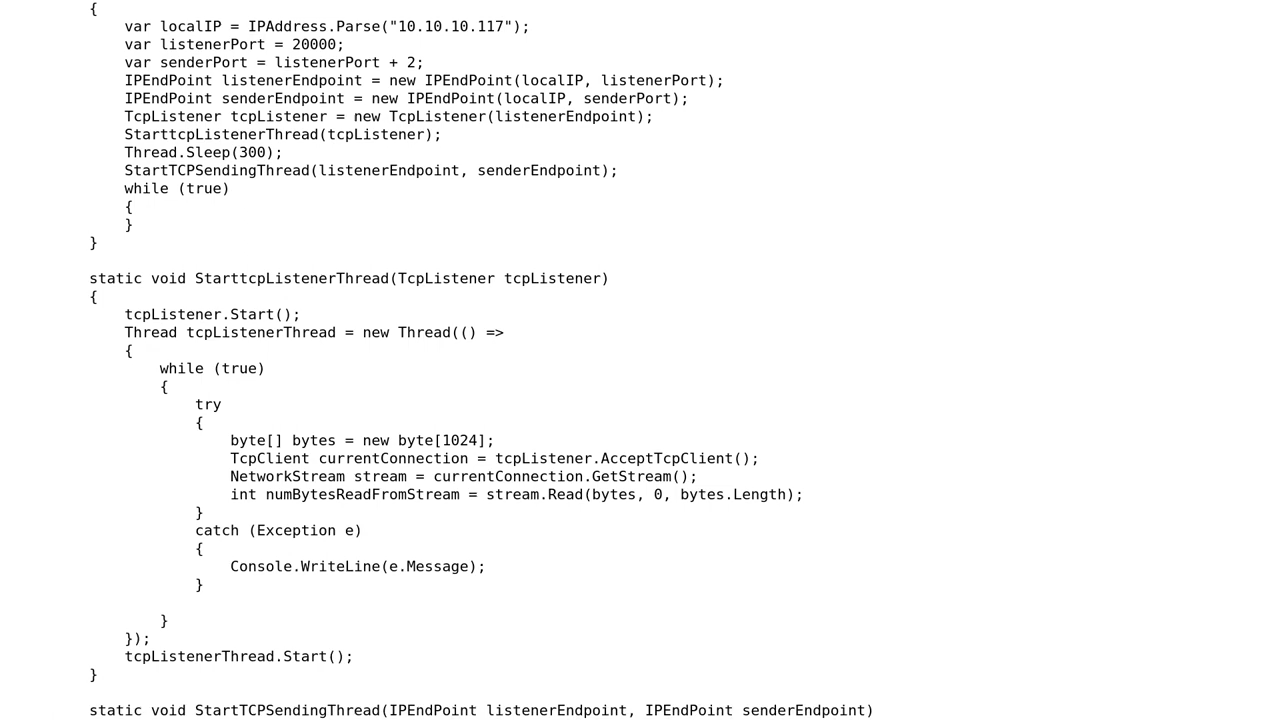 {
    var localIP = IPAddress.Parse("10.10.10.117");
    var listenerPort = 20000;
    var senderPort = listenerPort + 2;
    IPEndPoint listenerEndpoint = new IPEndPoint(localIP, listenerPort);
    IPEndPoint senderEndpoint = new IPEndPoint(localIP, senderPort);
    TcpListener tcpListener = new TcpListener(listenerEndpoint);
    StarttcpListenerThread(tcpListener);
    Thread.Sleep(300);
    StartTCPSendingThread(listenerEndpoint, senderEndpoint);
    while (true)
    {
    }
}

static void StarttcpListenerThread(TcpListener tcpListener)
{
    tcpListener.Start();
    Thread tcpListenerThread = new Thread(() =>
    {
        while (true)
        {
            try
            {
                byte[] bytes = new byte[1024];
                TcpClient currentConnection = tcpListener.AcceptTcpClient();
                NetworkStream stream = currentConnection.GetStream();
                int numBytesReadFromStream = stream.Read(bytes, 0, bytes.Length);
            }
            catch (Exception e)
            {
                Console.WriteLine(e.Message);
            }

        }
    });
    tcpListenerThread.Start();
}

static void StartTCPSendingThread(IPEndPoint listenerEndpoint, IPEndPoint senderEndpoint)